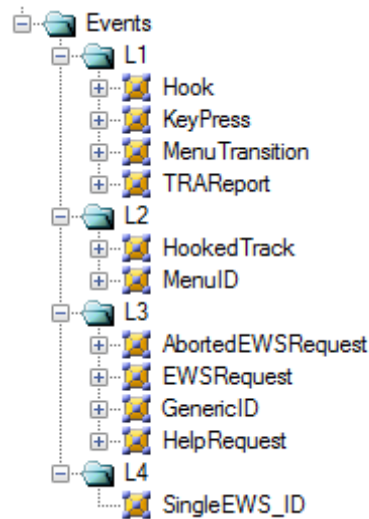 Events
L1
Hook
KeyPress
MenuTransition
TRAReport
L2
HookedTrack
MenuID
L3
AbortedEWSRequest
EWSRequest
GenericID
HelpRequest
L4
SingleEWS_ID